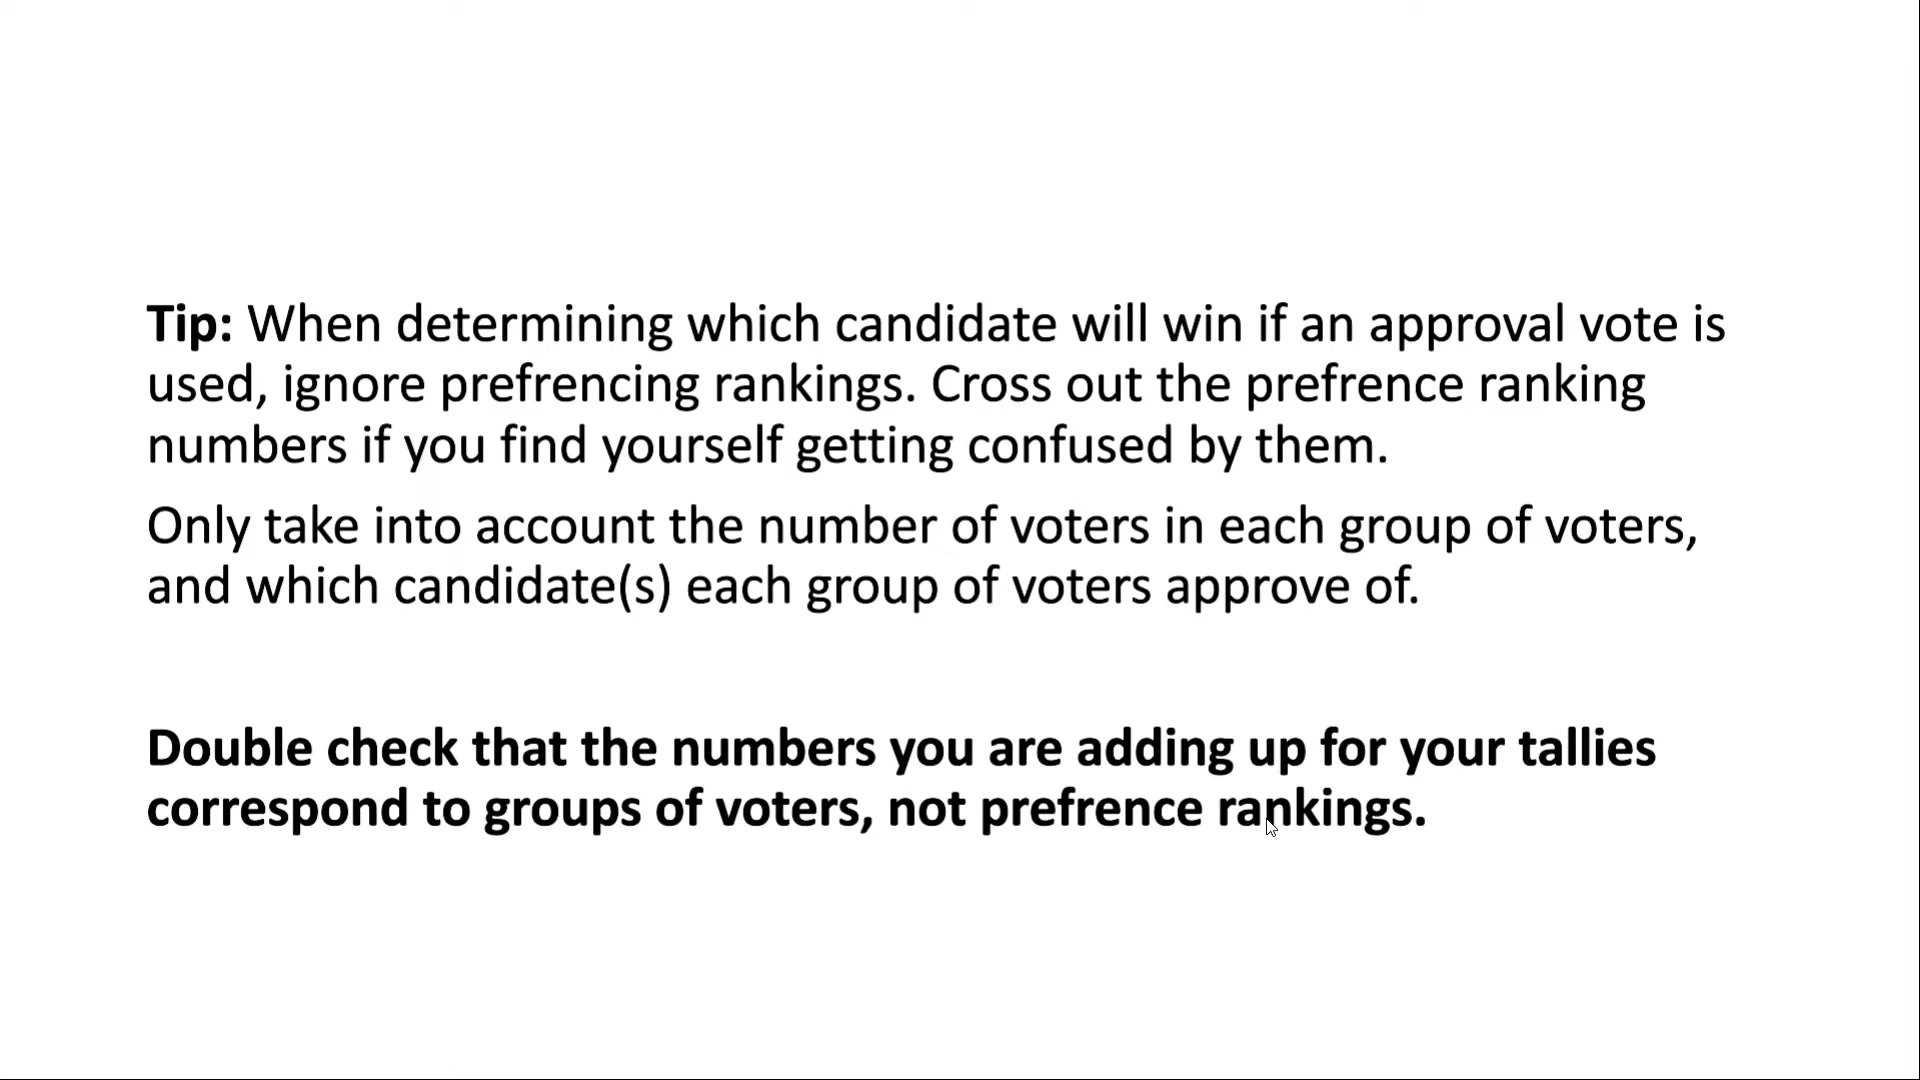 Tip: When determining which candidate will win if an approval vote is
used, ignore prefrencing rankings. Cross out the prefrence ranking
numbers if you find yourself getting confused by them.
Only take into account the number of voters in each group of voters,
and which candidate(s) each group of voters approve of.
Double check that the numbers you are adding up for your tallies
correspond to groups of voters, not prefrence rankings.